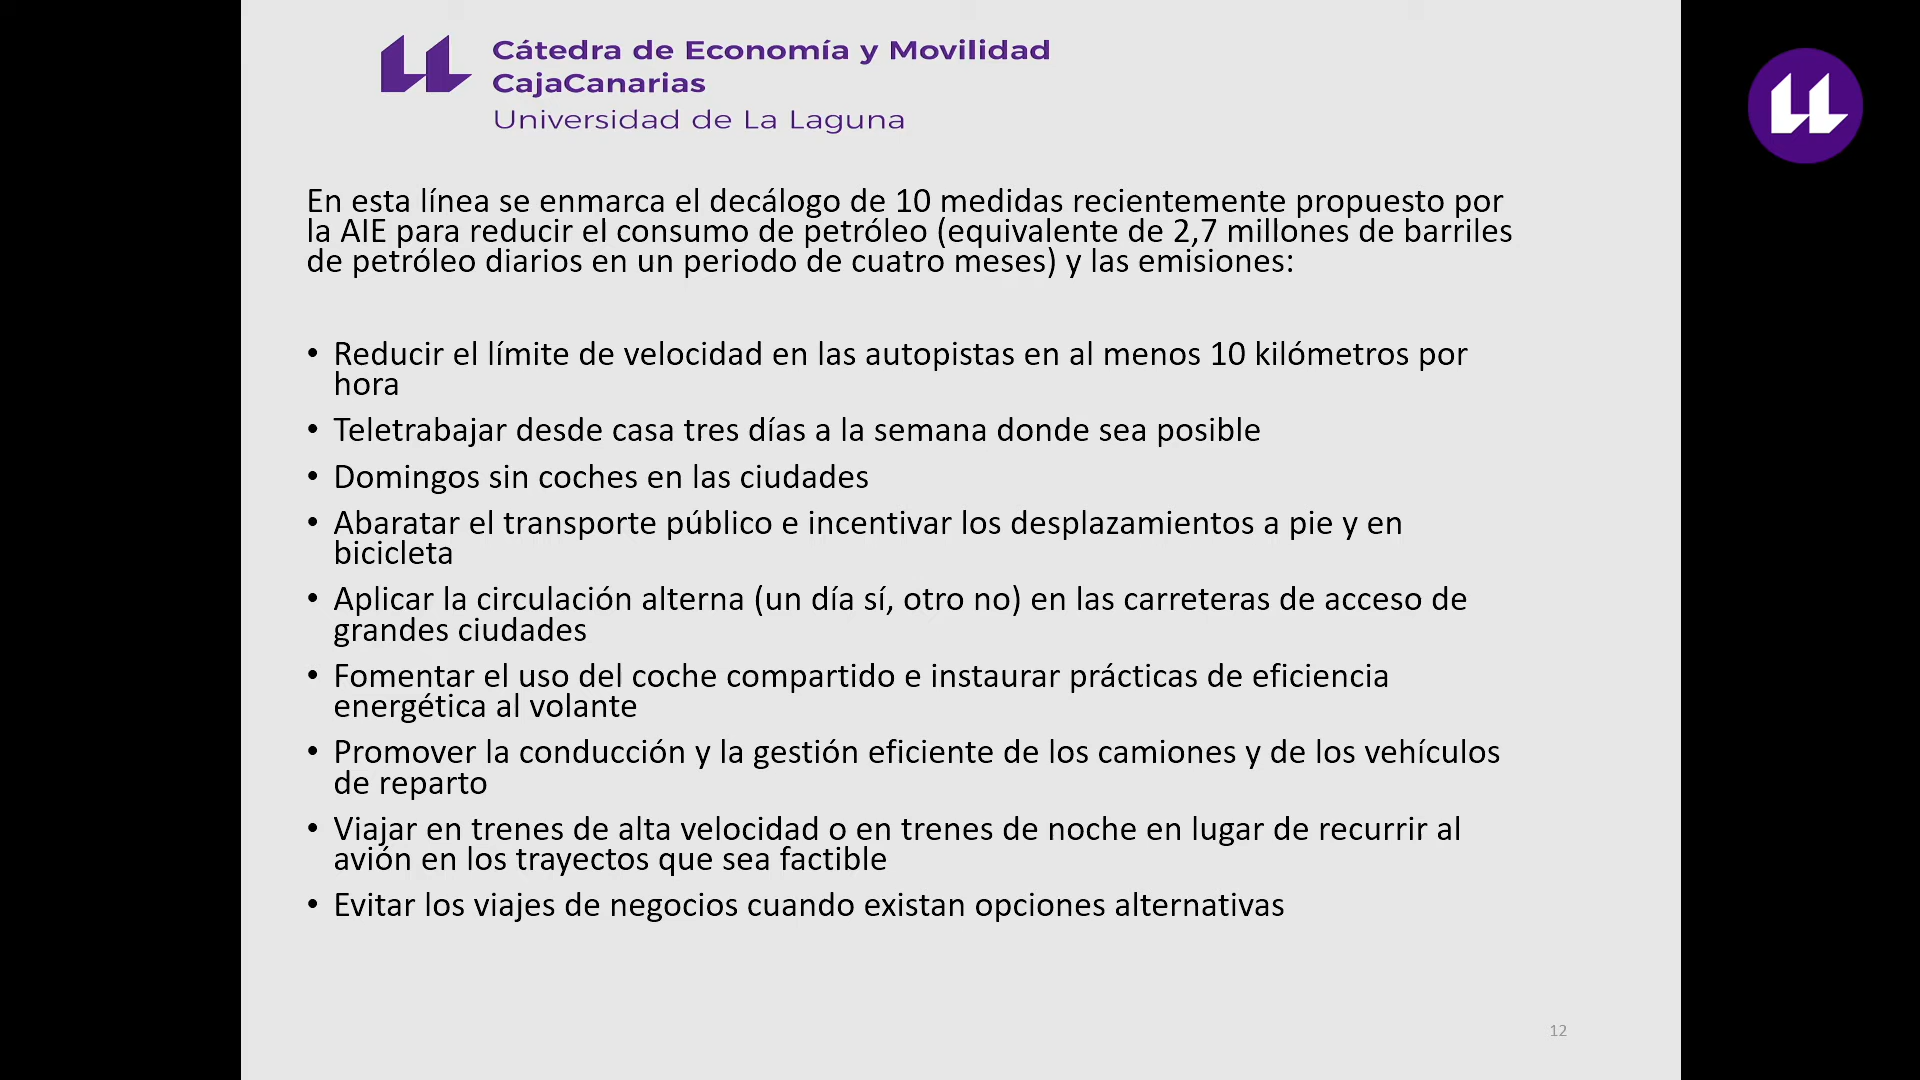 Cátedra de Economía y Movilidad
CajaCanarias
Universidad de La Laguna
En esta línea se enmarca el decálogo de 10 medidas recientemente propuesto por
la AIE para reducir el consumo de petróleo (equivalente de 2,7 millones de barriles
de petróleo diarios en un periodo de cuatro meses) y las emisiones:
• Reducir el límite de velocidad en las autopistas en al menos 10 kilómetros por
hora
• Teletrabajar desde casa tres días a la semana donde sea posible
• Domingos sin coches en las ciudades
• Abaratar el transporte público e incentivar los desplazamientos a pie y en
bicicleta
• Aplicar la circulación alterna (un día sí, otro no) en las carreteras de acceso de
grandes ciudades
• Fomentar el uso del coche compartido e instaurar prácticas de eficiencia
energética al volante
• Promover la conducción y la gestión eficiente de los camiones y de los vehículos
de reparto
• Viajar en trenes de alta velocidad o en trenes de noche en lugar de recurrir al
avión en los trayectos que sea factible
• Evitar los viajes de negocios cuando existan opciones alternativas
12